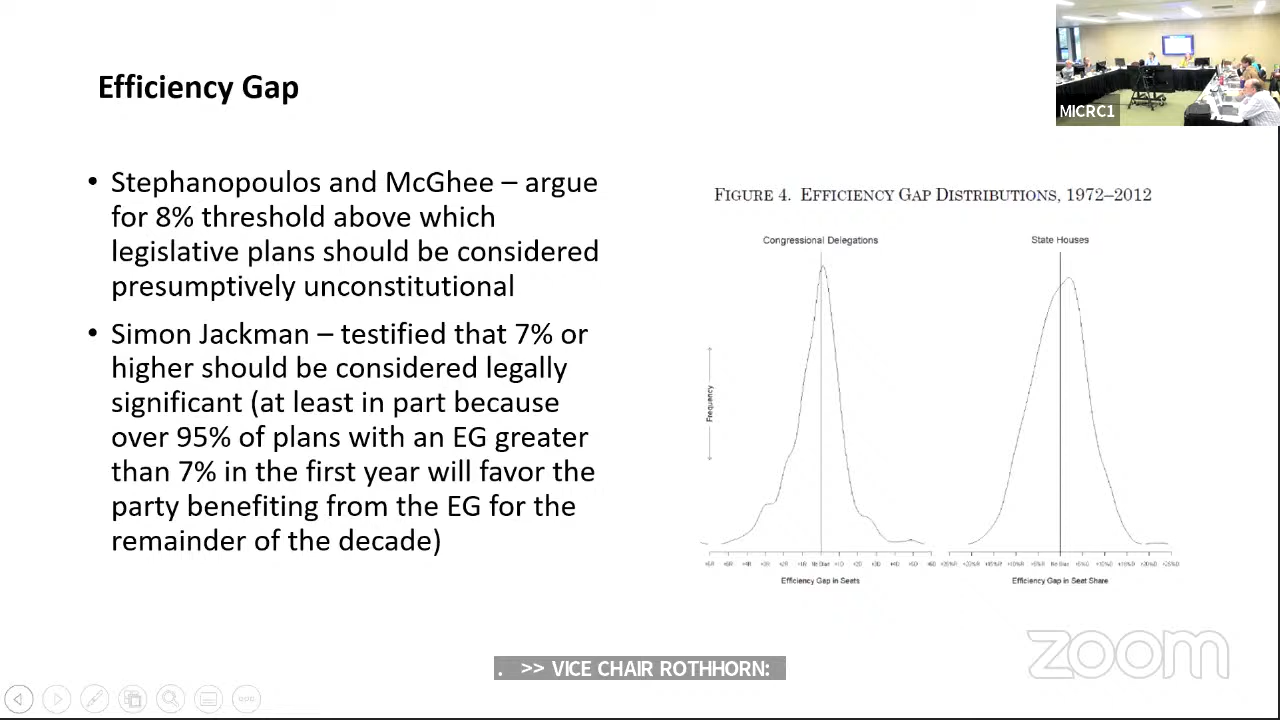 Efficiency Gap
MICRC1
• Stephanopoulos and McGhee – argue
for 8% threshold above which
legislative plans should be considered
presumptively unconstitutional
• Simon Jackman – testified that 7% or
higher should be considered legally
significant (at least in part because
over 95% of plans with an EG greater
than 7% in the first year will favor the
party benefiting from the EG for the
remainder of the decade)
FIGURE 4. EFFICIENCY GAP DISTRIBUTIONS, 1972–2012
Congressional Delegations
State Houses
Frequency
No Bias
No Bias
Efficiency Gap in Seats
Efficiency Gap in Seat Share
zoom
. >> VICE CHAIR ROTHHORN: